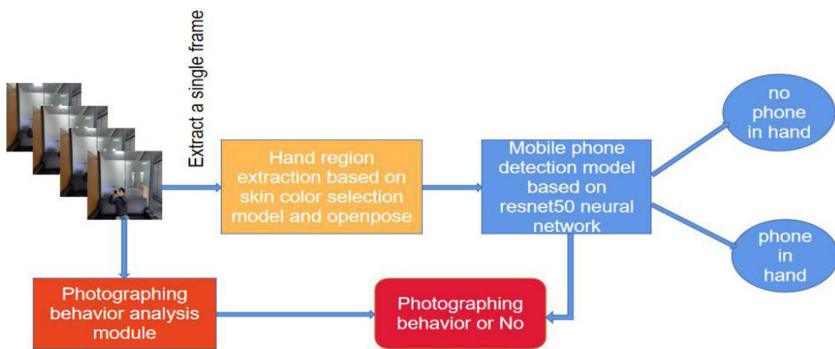 Extract a single frame
Hand region
extraction based on
skin color selection
model and openpose
Mobile phone
detection model
based on
resnet50 neural
network
no
phone
in hand
phone
in
hand
Photographing
behavior analysis
module
Photographing
behavior or No